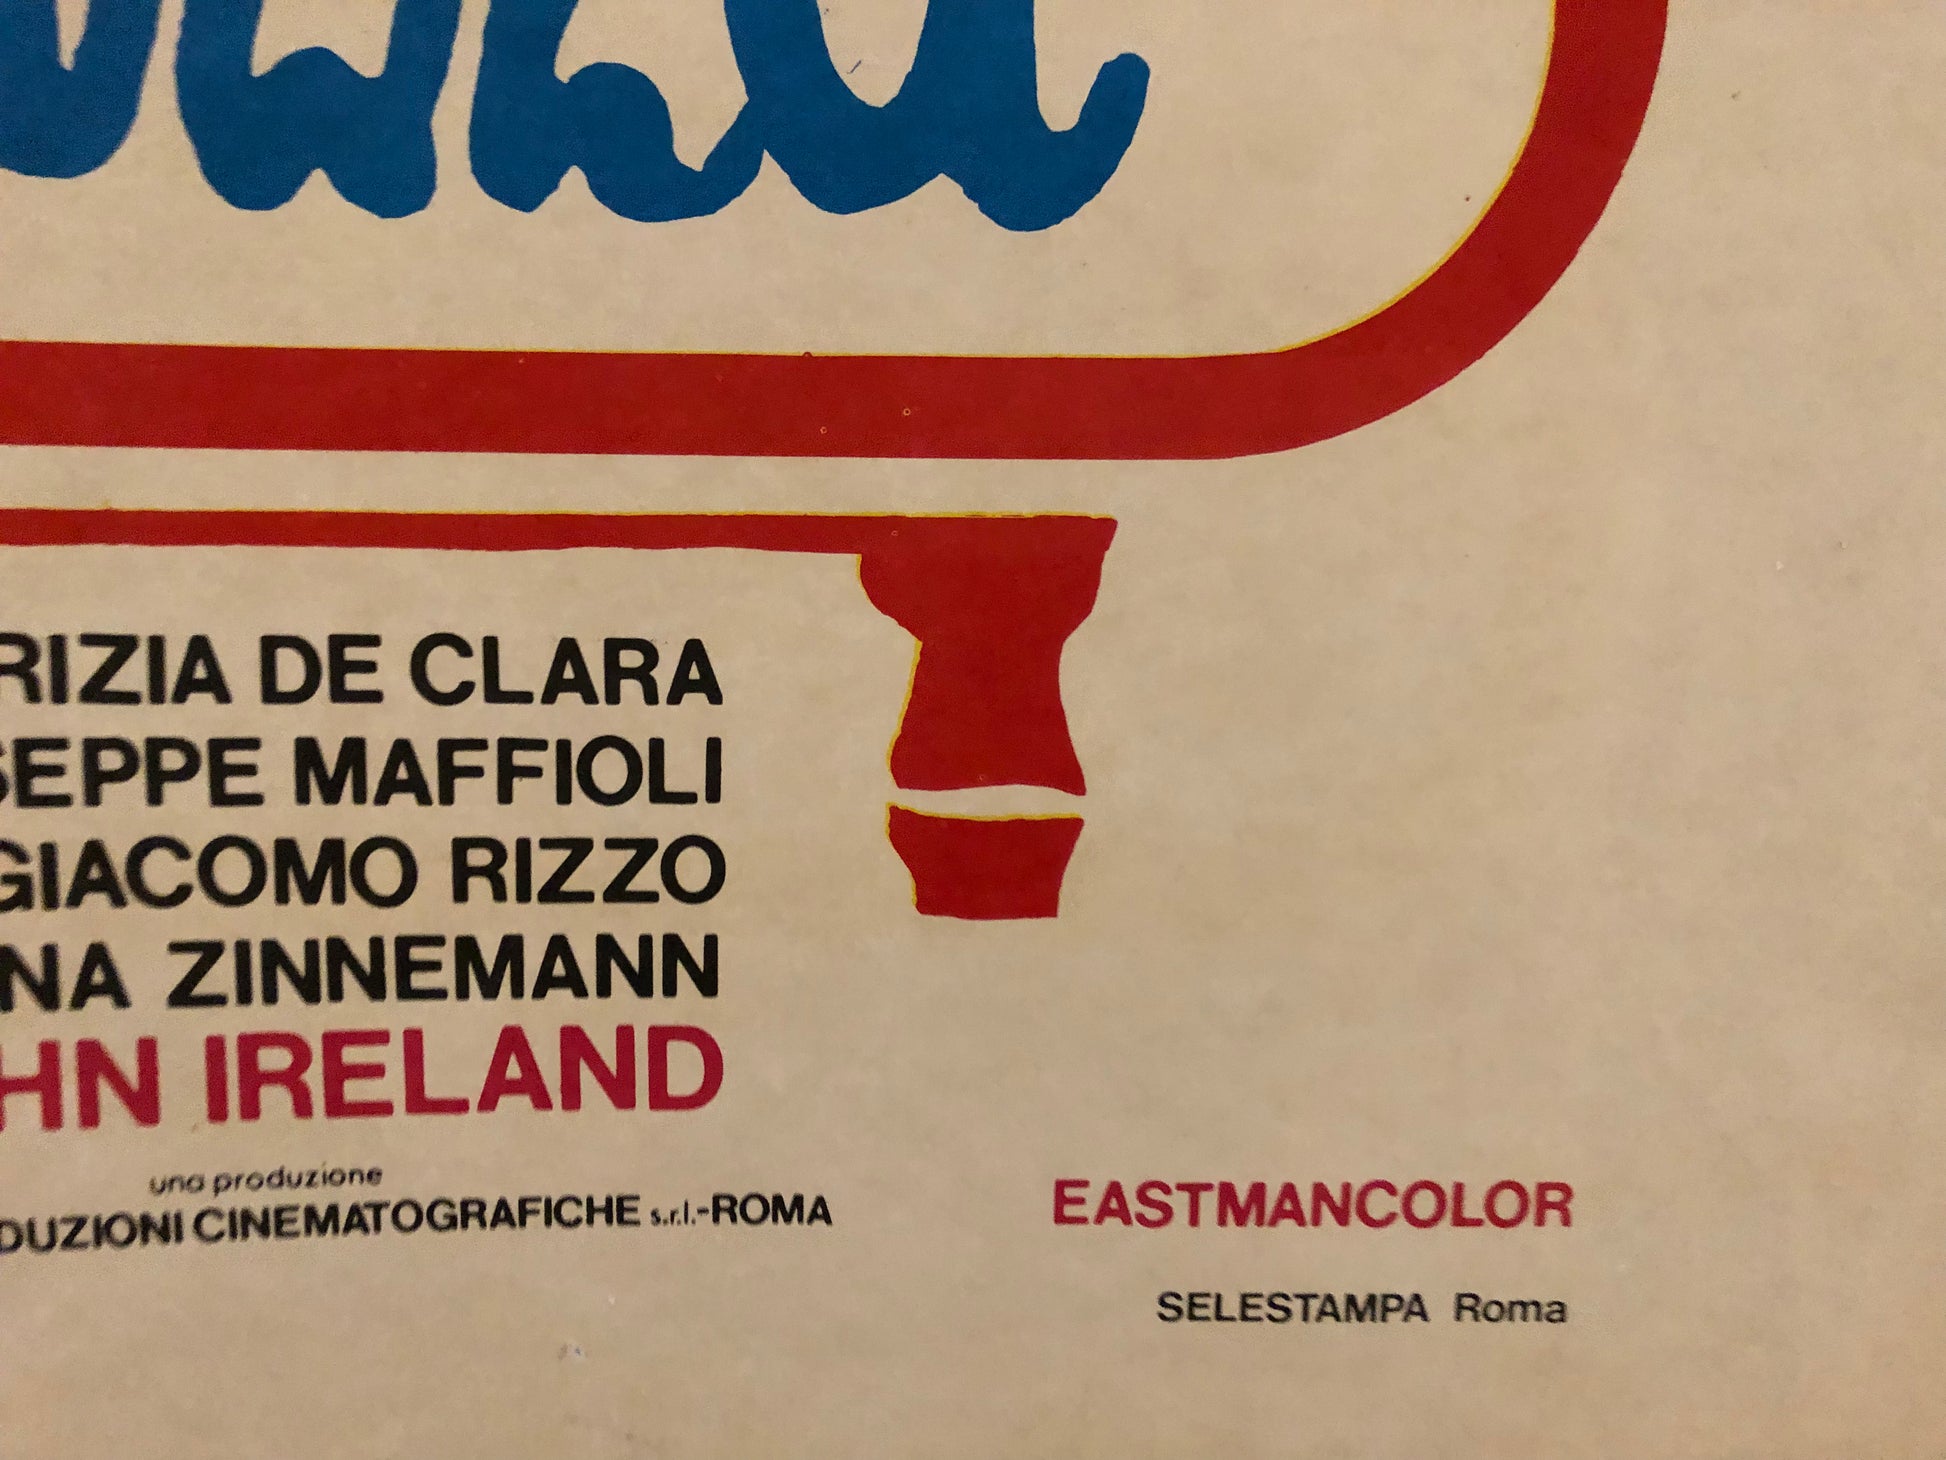 RIZIA DE CLARA
SEPPE MAFFIOLI
GIACOMO RIZZO
NA ZINNEMANN
HN IRELAND
una produzione
DUZIONI CINEMATOGRAFICHE s.r.l.-ROMA
EASTMANCOLOR
SELESTAMPA Roma